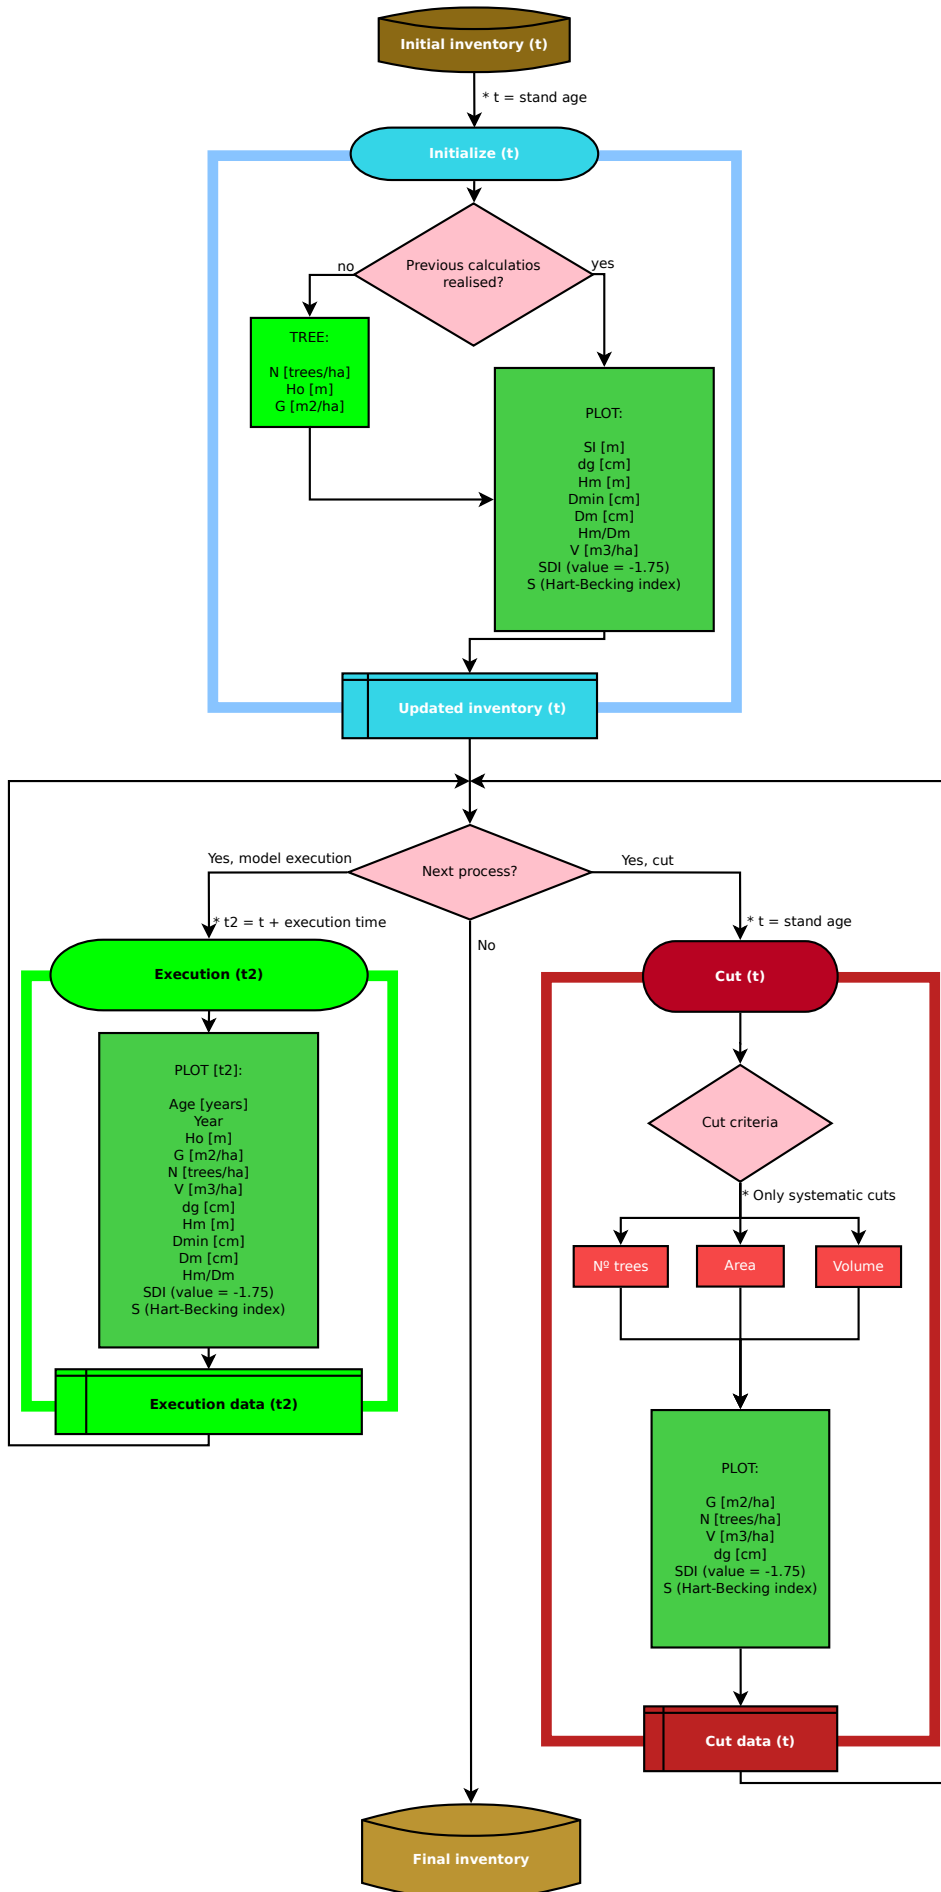 Initial inventory (t)
* t = stand age
Initialize (t)
Previous calculatios
realised?
no
yes
TREE:
N [trees/ha]
Ho [m]
G [m2/ha]
PLOT:
SI [m]
dg [cm]
Hm [m]
Dmin [cm]
Dm [cm]
Hm/Dm
V [m3/ha]
SDI (value = -1.75)
S (Hart-Becking index)
Updated inventory (t)
Next process?
Yes, model execution
Yes, cut
No
* t2 = t + execution time
Execution (t2)
PLOT [t2]:
Age [years]
Year
Ho [m]
G [m2/ha]
N [trees/ha]
V [m3/ha]
dg [cm]
Hm [m]
Dmin [cm]
Dm [cm]
Hm/Dm
SDI (value = -1.75)
S (Hart-Becking index)
Execution data (t2)
* t = stand age
Cut (t)
Cut criteria
* Only systematic cuts
Nº trees
Area
Volume
PLOT:
G [m2/ha]
N [trees/ha]
V [m3/ha]
dg [cm]
SDI (value = -1.75)
S (Hart-Becking index)
Cut data (t)
Final inventory